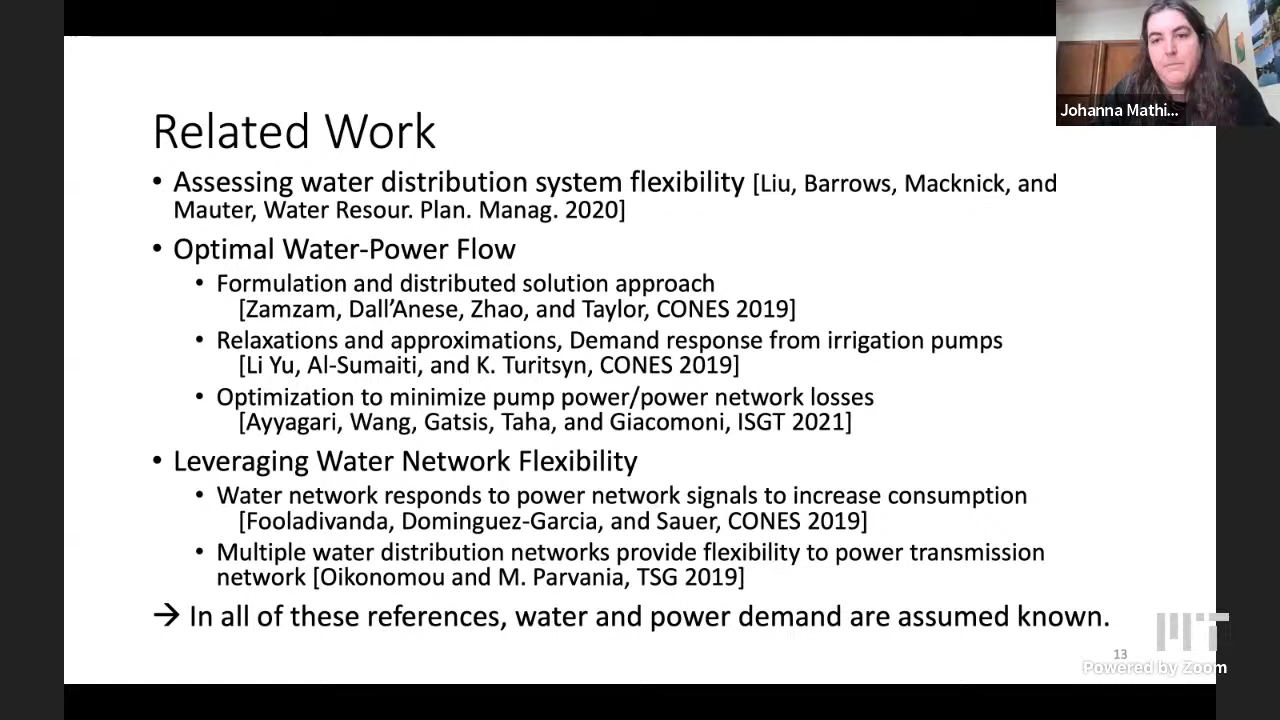 Johanna Mathi...
Related Work
• Assessing water distribution system flexibility [Liu, Barrows, Macknick, and
Mauter, Water Resour. Plan. Manag. 2020]
• Optimal Water-Power Flow
• Formulation and distributed solution approach
[Zamzam, Dall’Anese, Zhao, and Taylor, CONES 2019]
• Relaxations and approximations, Demand response from irrigation pumps
[Li Yu, Al-Sumaiti, and K. Turitsyn, CONES 2019]
• Optimization to minimize pump power/power network losses
[Ayyagari, Wang, Gatsis, Taha, and Giacomoni, ISGT 2021]
• Leveraging Water Network Flexibility
• Water network responds to power network signals to increase consumption
[Fooladivanda, Dominguez-Garcia, and Sauer, CONES 2019]
• Multiple water distribution networks provide flexibility to power transmission
network [Oikonomou and M. Parvania, TSG 2019]
→ In all of these references, water and power demand are assumed known.
MIT
13
Powered by Zoom